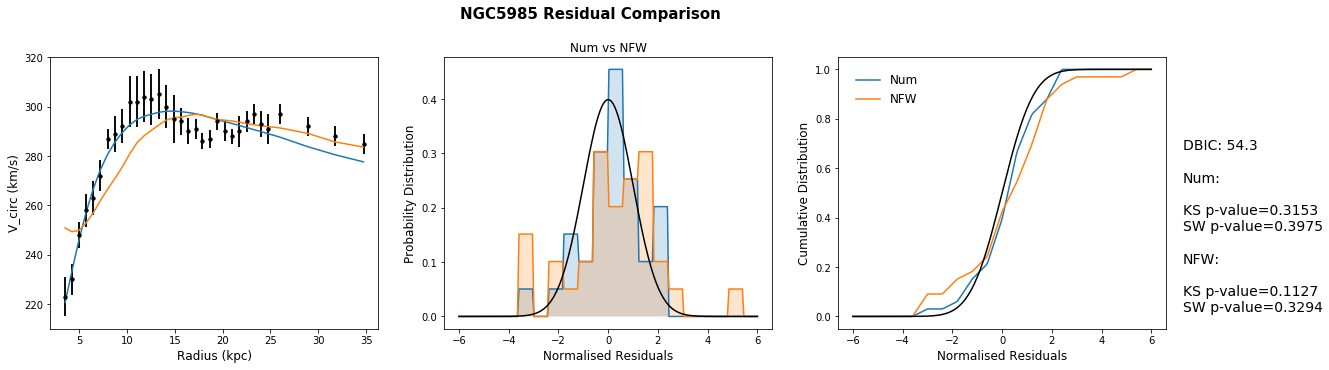 NGC5985 Residual Comparison
V_circ (km/s)
320
300
280
260
240
220
5 10 15 20 25 30 35
Radius (kpc)
Num vs NFW
Probability Distribution
0.4
0.3
0.2
0.1
0.0
−6 −4 −2 0 2 4 6
Normalised Residuals
Cumulative Distribution
1.0
0.8
0.6
0.4
0.2
0.0
Num
NFW
−6 −4 −2 0 2 4 6
Normalised Residuals
DBIC: 54.3
Num:
KS p-value=0.3153
SW p-value=0.3975
NFW:
KS p-value=0.1127
SW p-value=0.3294